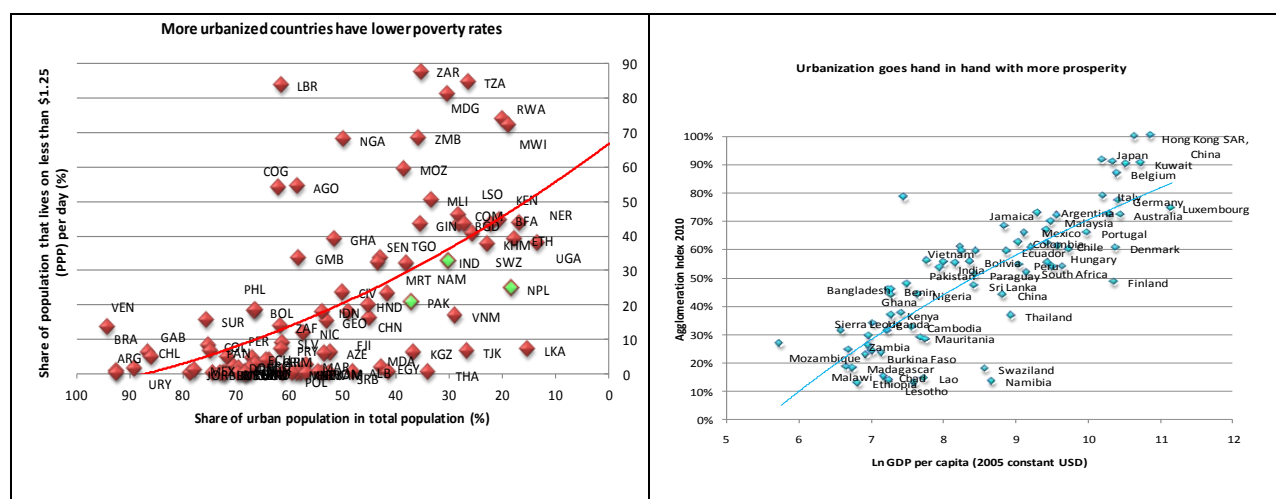 More urbanized countries have lower poverty rates
Share of population that lives on less than $1.25
(PPP) per day (%)
90
80
70
60
50
40
30
20
10
0
ZAR
TZA
LBR
MDG
RWA
NGA
ZMB
MWI
COG
MOZ
AGO
LSO
MLI
KEN
COM
NER
GIN
BGD
BFA
GHA
SEN
TGO
ETH
KHM
GMB
IND
SWZ
UGA
MRT
NAM
NPL
PHL
CIV
PAK
VEN
BOL
IDN
HND
VNM
SUR
GEO
CHN
ZAF
BRA
GAB
PER
NIC
COL
SLV
FJI
ARG
CHL
PAN
PRY
AZE
MDA
KGZ
TJK
LKA
MAR
ALB
EGY
URY
MEX
POL
SRB
THA
100 90 80 70 60 50 40 30 20 10 0
Share of urban population in total population (%)
Urbanization goes hand in hand with more prosperity
Agglomeration Index 2010
100%
90%
80%
70%
60%
50%
40%
30%
20%
10%
0%
Hong Kong SAR,
China
Japan
Kuwait
Belgium
Italy
Germany
Luxembourg
Argentina
Jamaica
Australia
Malaysia
Mexico
Portugal
Colombia
Chile
Denmark
Ecuador
Vietnam
Hungary
Bolivia
Peru
India
Pakistan
Paraguay
South Africa
Finland
Sri Lanka
Bangladesh
Benin
Nigeria
China
Ghana
Kenya
Thailand
Sierra Leone
Uganda
Cambodia
Mauritania
Zambia
Mozambique
Burkina Faso
Madagascar
Swaziland
Malawi
Chad
Lao
Namibia
Ethiopia
Lesotho
5 6 7 8 9 10 11 12
Ln GDP per capita (2005 constant USD)